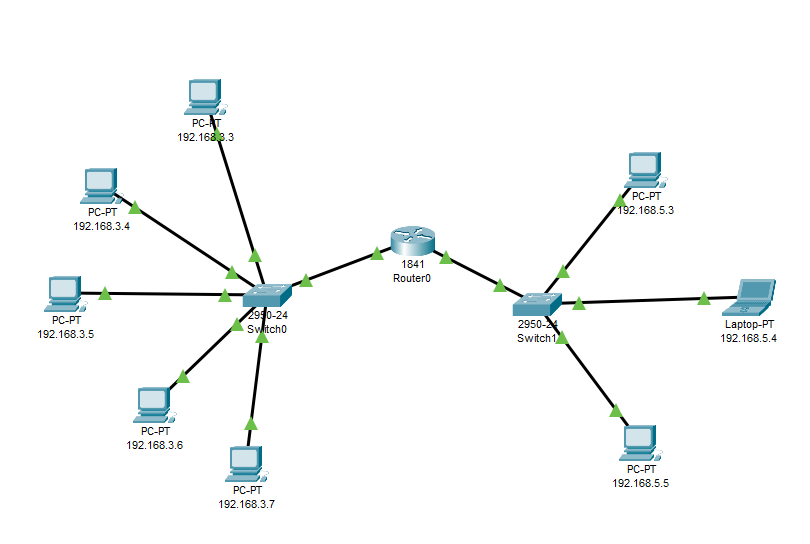 PC-PT
192.168.3.3
PC-PT
192.168.3.4
PC-PT
192.168.3.5
PC-PT
192.168.3.6
PC-PT
192.168.3.7
2950-24
Switch0
1841
Router0
2950-24
Switch1
PC-PT
192.168.5.3
Laptop-PT
192.168.5.4
PC-PT
192.168.5.5